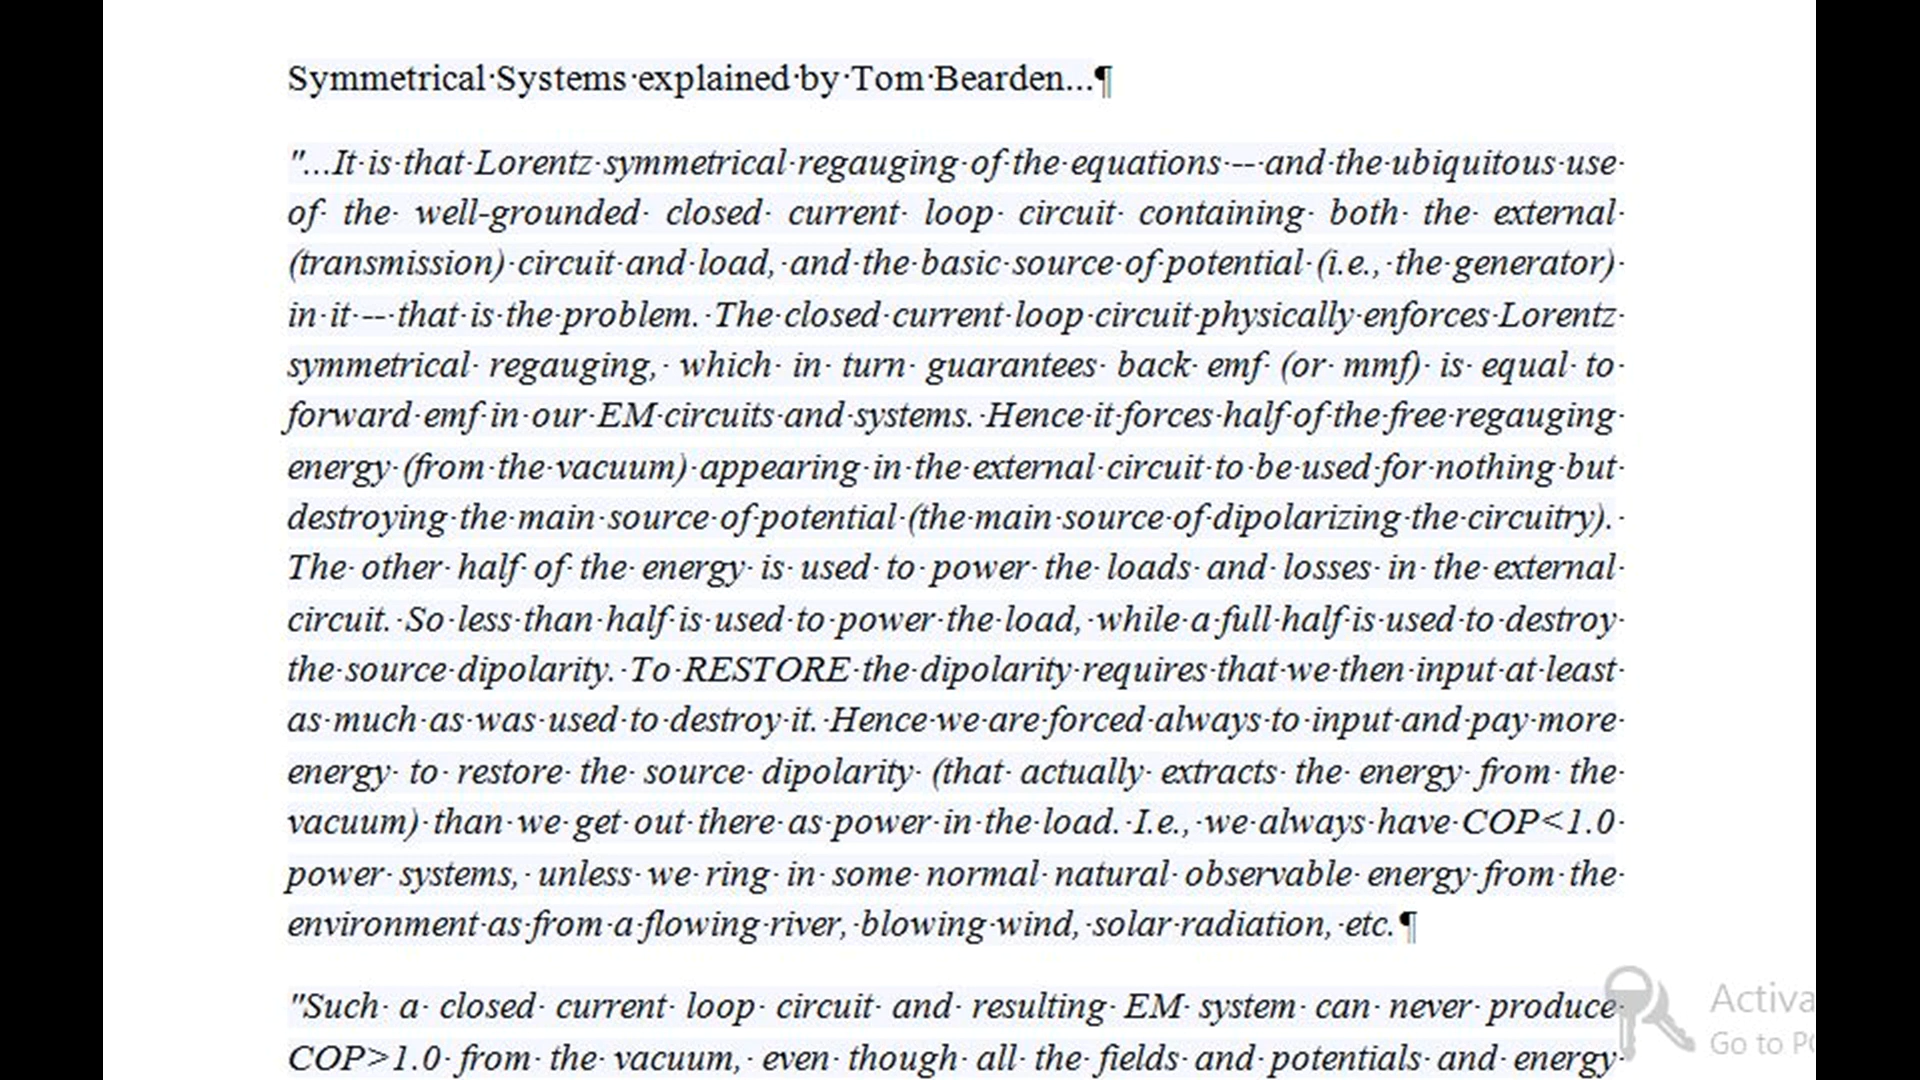 Symmetrical Systems explained by Tom Bearden...¶
"...It is that Lorentz symmetrical regauging of the equations -- and the ubiquitous use
of the well-grounded closed current loop circuit containing both the external
(transmission) circuit and load, and the basic source of potential (i.e., the generator)
in it -- that is the problem. The closed current loop circuit physically enforces Lorentz
symmetrical regauging, which in turn guarantees back emf (or mmf) is equal to
forward emf in our EM circuits and systems. Hence it forces half of the free regauging
energy (from the vacuum) appearing in the external circuit to be used for nothing but
destroying the main source of potential (the main source of dipolarizing the circuitry).
The other half of the energy is used to power the loads and losses in the external
circuit. So less than half is used to power the load, while a full half is used to destroy
the source dipolarity. To RESTORE the dipolarity requires that we then input at least
as much as was used to destroy it. Hence we are forced always to input and pay more
energy to restore the source dipolarity (that actually extracts the energy from the
vacuum) than we get out there as power in the load. I.e., we always have COP<1.0
power systems, unless we ring in some normal natural observable energy from the
environment as from a flowing river, blowing wind, solar radiation, etc.¶
"Such a closed current loop circuit and resulting EM system can never produce
COP>1.0 from the vacuum, even though all the fields and potentials and energy
Activa
Go to PC